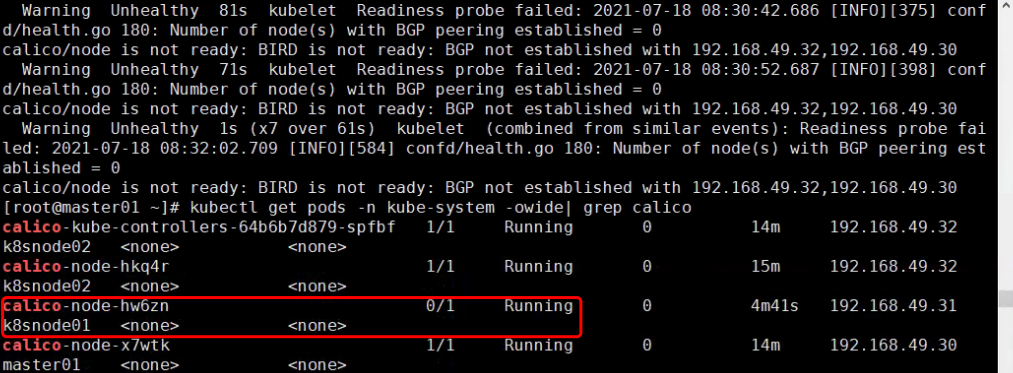 Warning  Unhealthy  81s  kubelet  Readiness probe failed: 2021-07-18 08:30:42.686 [INFO][375] conf
d/health.go 180: Number of node(s) with BGP peering established = 0
calico/node is not ready: BIRD is not ready: BGP not established with 192.168.49.32,192.168.49.30
Warning  Unhealthy  71s  kubelet  Readiness probe failed: 2021-07-18 08:30:52.687 [INFO][398] conf
d/health.go 180: Number of node(s) with BGP peering established = 0
calico/node is not ready: BIRD is not ready: BGP not established with 192.168.49.32,192.168.49.30
Warning  Unhealthy  1s (x7 over 61s)  kubelet  (combined from similar events): Readiness probe fai
led: 2021-07-18 08:32:02.709 [INFO][584] confd/health.go 180: Number of node(s) with BGP peering est
ablished = 0
calico/node is not ready: BIRD is not ready: BGP not established with 192.168.49.32,192.168.49.30
[root@master01 ~]# kubectl get pods -n kube-system -owide| grep calico
calico-kube-controllers-64b6b7d879-spfbf   1/1     Running       0          14m     192.168.49.32
k8snode02   <none>           <none>
calico-node-hkq4r                          1/1     Running       0          15m     192.168.49.32
k8snode02   <none>           <none>
calico-node-hw6zn                          0/1     Running       0          4m41s   192.168.49.31
k8snode01   <none>           <none>
calico-node-x7wtk                          1/1     Running       0          14m     192.168.49.30
master01    <none>           <none>